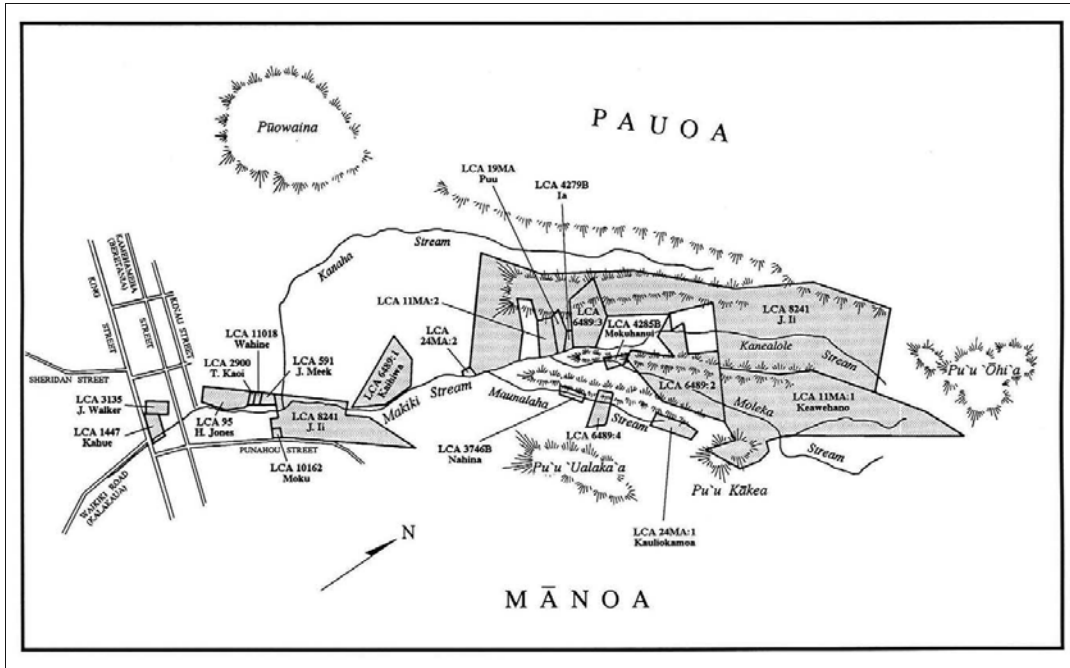 PAUOA
Pūowaina
LCA 19MA
Puu
LCA 4279B
Ia
Kanaha
Stream
LCA 11MA:2
LCA
24MA:2
LCA
6489:3
LCA 4285B
Mokuhanui
LCA 8241
J. Ii
Kanealole
Stream
Pu`u `Ōhi`a
KING
STREET
KAMEHAMEHA
(BERETANIA)
STREET
KINAU STREET
LCA 11018
Wahine
LCA 2900
T. Kaoi
LCA 591
J. Meek
LCA 6489:1
Kaihiwa
SHERIDAN STREET
LCA 3135
J. Walker
LCA 1447
Kahue
LCA 95
H. Jones
LCA 8241
J. Ii
PUNAHOU STREET
LCA 10162
Moku
WAIKIKI ROAD
(KALAKAUA)
Makiki Stream
Maunalaha
Stream
LCA 6489:2
Moleka
Stream
LCA 11MA:1
Keawehano
LCA 3746B
Nahina
LCA 6489:4
Pu`u `Ualaka`a
Pu`u Kākea
LCA 24MA:1
Kauliokamoa
N
MĀNOA